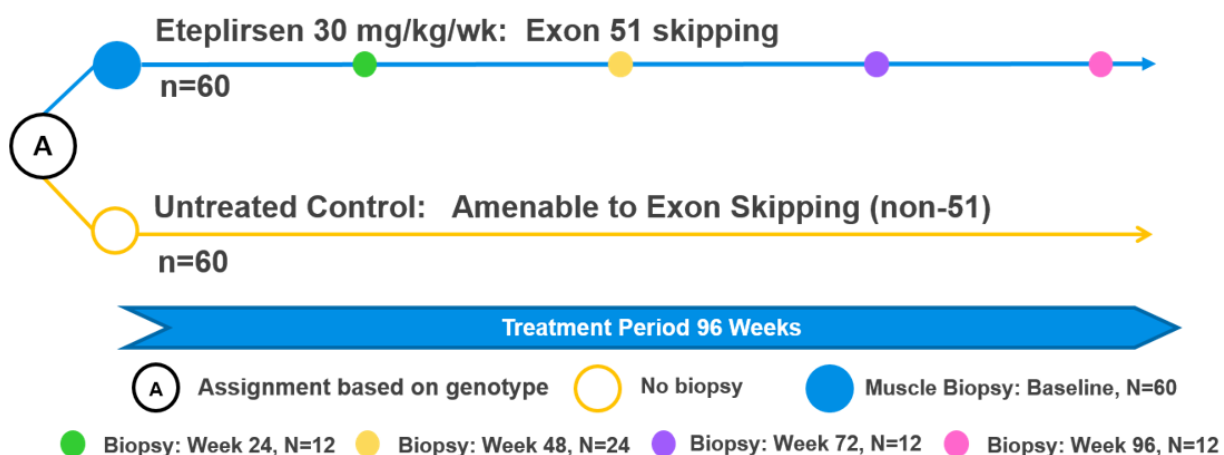 Eteplirsen 30 mg/kg/wk: Exon 51 skipping
n=60
A
Untreated Control: Amenable to Exon Skipping (non-51)
n=60
Treatment Period 96 Weeks
A Assignment based on genotype No biopsy Muscle Biopsy: Baseline, N=60
Biopsy: Week 24, N=12 Biopsy: Week 48, N=24 Biopsy: Week 72, N=12 Biopsy: Week 96, N=12